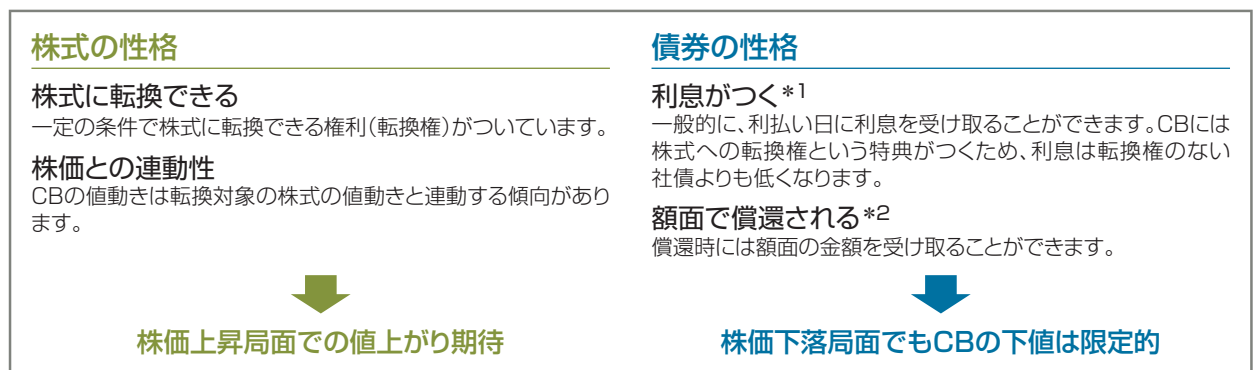 株式の性格
株式に転換できる
一定の条件で株式に転換できる権利(転換権)がついています。
株価との連動性
CBの値動きは転換対象の株式の値動きと連動する傾向があり
ます。
株価上昇局面での値上がり期待
債券の性格
利息がつく*1
一般的に、利払い日に利息を受け取ることができます。CBには
株式への転換権という特典がつくため、利息は転換権のない
社債よりも低くなります。
額面で償還される*2
償還時には額面の金額を受け取ることができます。
株価下落局面でもCBの下値は限定的